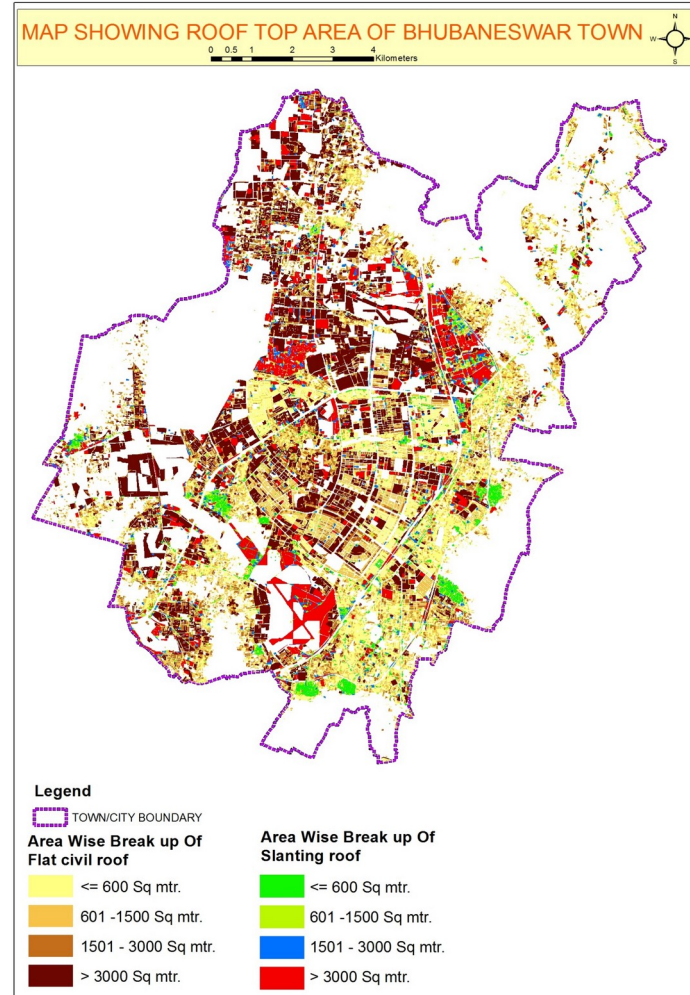 MAP SHOWING ROOF TOP AREA OF BHUBANESWAR TOWN
N
W E
S
0 0.5 1 2 3 4
Kilometers
Legend
TOWN/CITY BOUNDARY
Area Wise Break up Of
Flat civil roof
<= 600 Sq mtr.
601 -1500 Sq mtr.
1501 - 3000 Sq mtr.
> 3000 Sq mtr.
Area Wise Break up Of
Slanting roof
<= 600 Sq mtr.
601 -1500 Sq mtr.
1501 - 3000 Sq mtr.
> 3000 Sq mtr.